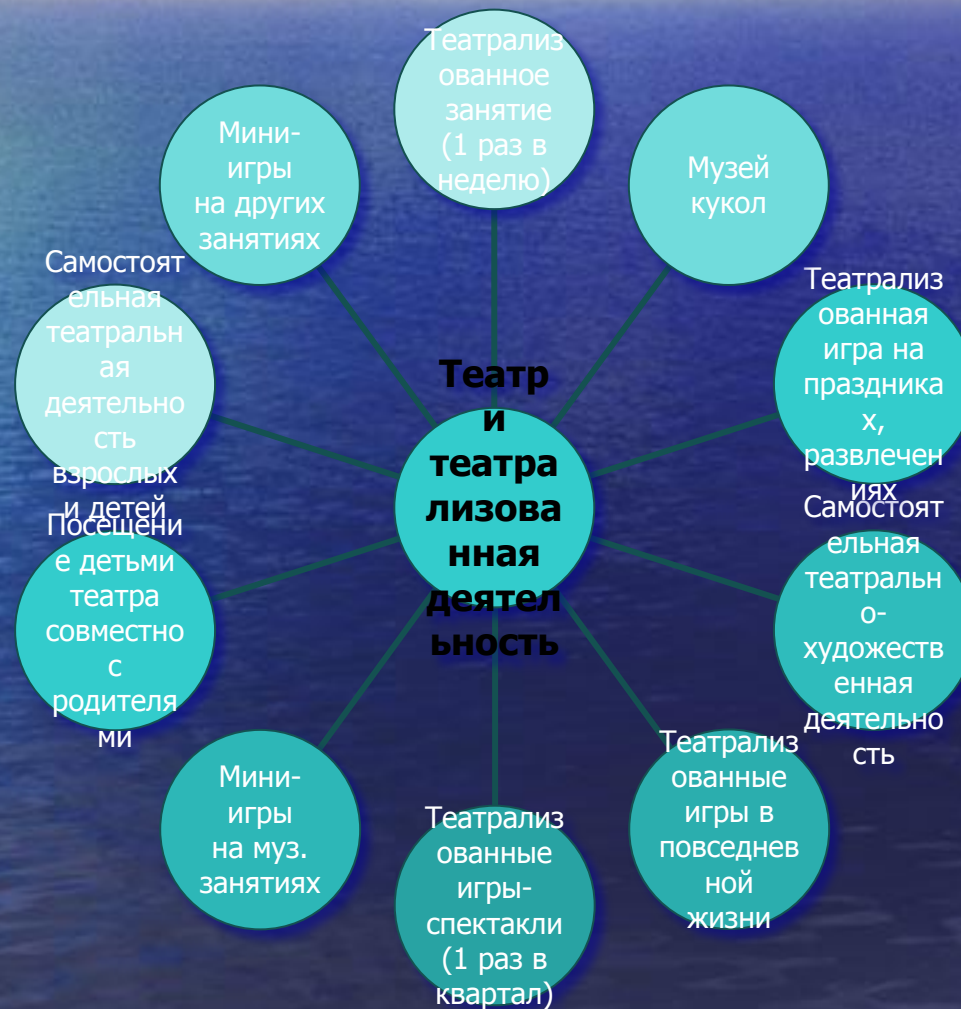 Театрализ
ованное
занятие
(1 раз в
неделю)
Музей
кукол
Театрализ
ованная
игра на
праздника
х,
развлечен
иях
Самостоят
ельная
театральн
о-
художеств
енная
деятельно
сть
Театрализ
ованные
игры в
повседнев
ной
жизни
Театрализ
ованные
игры-
спектакли
(1 раз в
квартал)
Мини-
игры
на муз.
занятиях
Посещени
е детьми
театра
совместно
с
родителя
ми
Самостоят
ельная
театральн
ая
деятельно
сть
взрослых
и детей
Мини-
игры
на других
занятиях
Театр
и
театра
лизова
нная
деятел
ьность